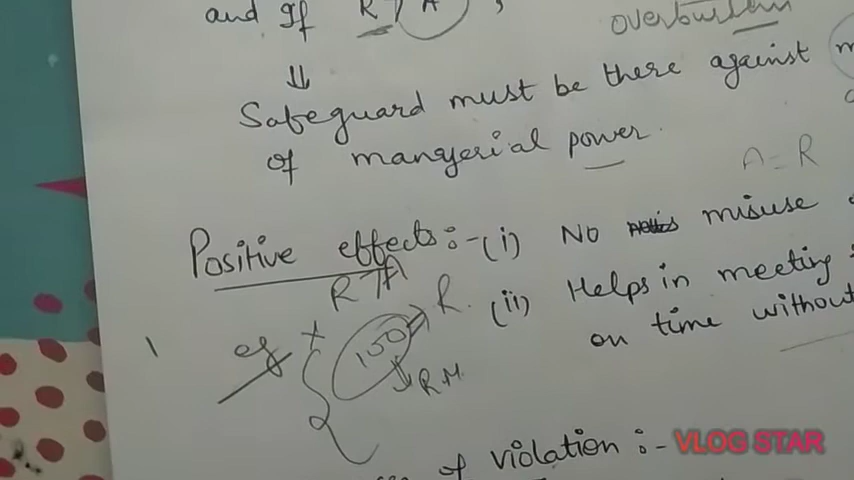 and If R / A ,
overburden
⇓
Safeguard must be there against m
of managerial power.
A = R
Positive effects:- (i) No misuse
R A
(ii) Helps in meeting
on time without
eg + { 150 → R.
R.M.
of violation :-
VLOG STAR